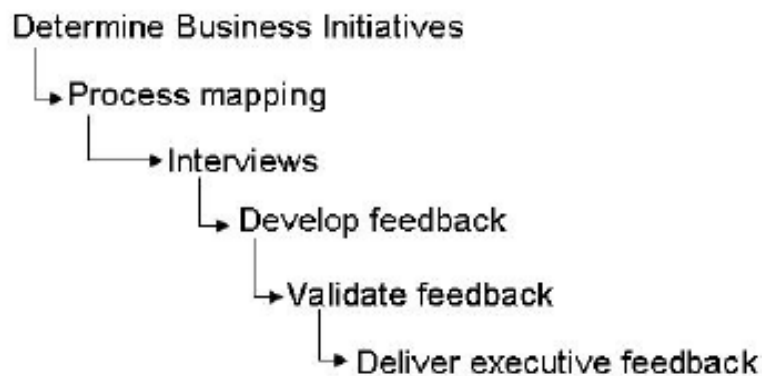 Determine Business Initiatives
Process mapping
Interviews
Develop feedback
Validate feedback
Deliver executive feedback